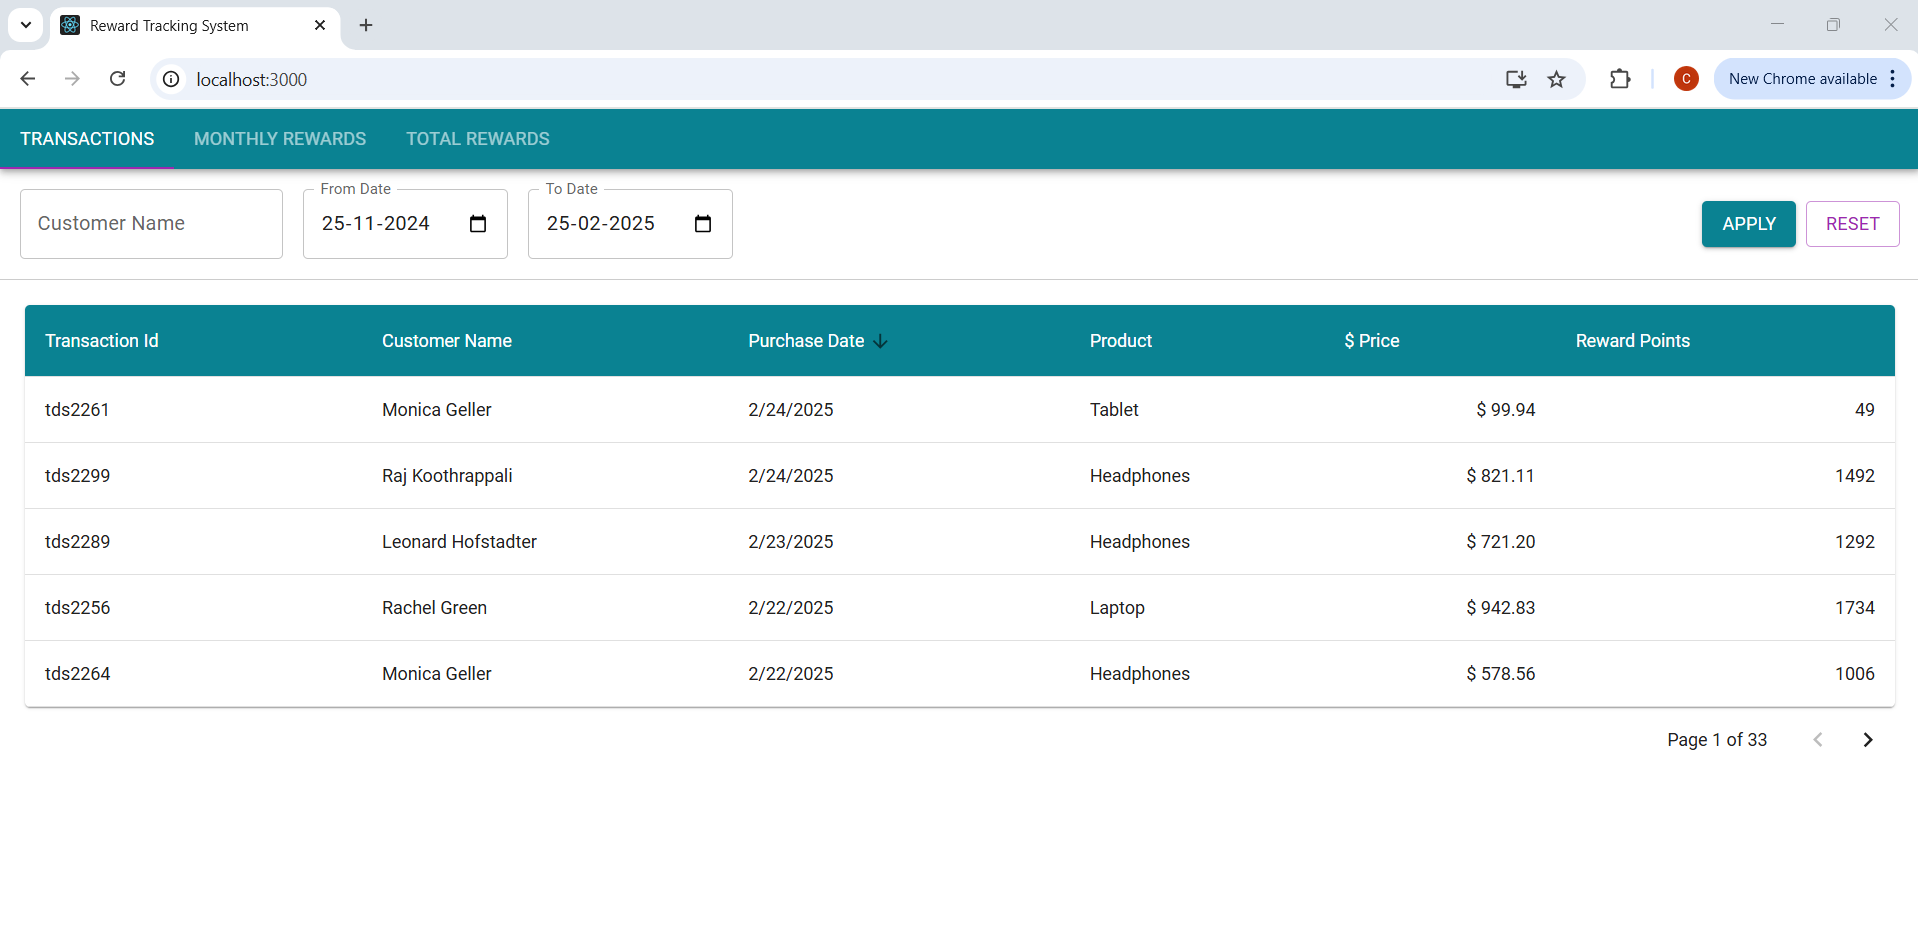 Reward Tracking System
localhost:3000
C
New Chrome available
TRANSACTIONS MONTHLY REWARDS TOTAL REWARDS
Customer Name
From Date
25-11-2024
To Date
25-02-2025
APPLY
RESET
Transaction Id Customer Name Purchase Date Product $ Price Reward Points
tds2261 Monica Geller 2/24/2025 Tablet $ 99.94 49
tds2299 Raj Koothrappali 2/24/2025 Headphones $ 821.11 1492
tds2289 Leonard Hofstadter 2/23/2025 Headphones $ 721.20 1292
tds2256 Rachel Green 2/22/2025 Laptop $ 942.83 1734
tds2264 Monica Geller 2/22/2025 Headphones $ 578.56 1006
Page 1 of 33